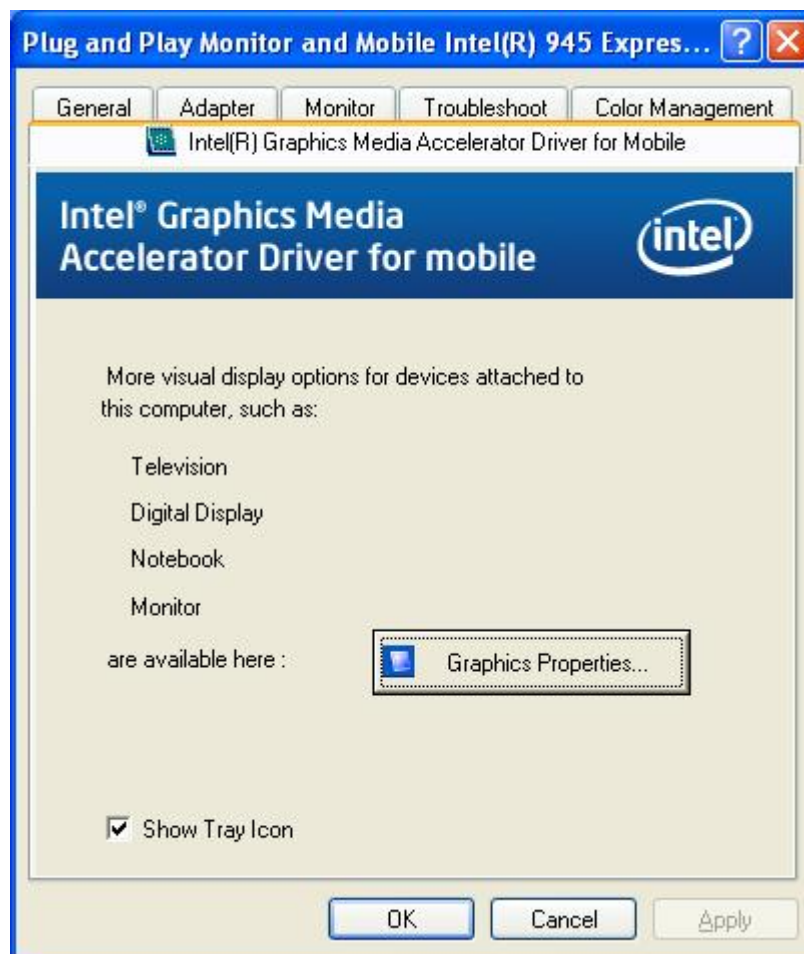 Plug and Play Monitor and Mobile Intel(R) 945 Expres...
General Adapter Monitor Troubleshoot Color Management
Intel(R) Graphics Media Accelerator Driver for Mobile
Intel® Graphics Media
Accelerator Driver for mobile
intel
More visual display options for devices attached to
this computer, such as:
Television
Digital Display
Notebook
Monitor
are available here :
Graphics Properties...
Show Tray Icon
OK Cancel Apply